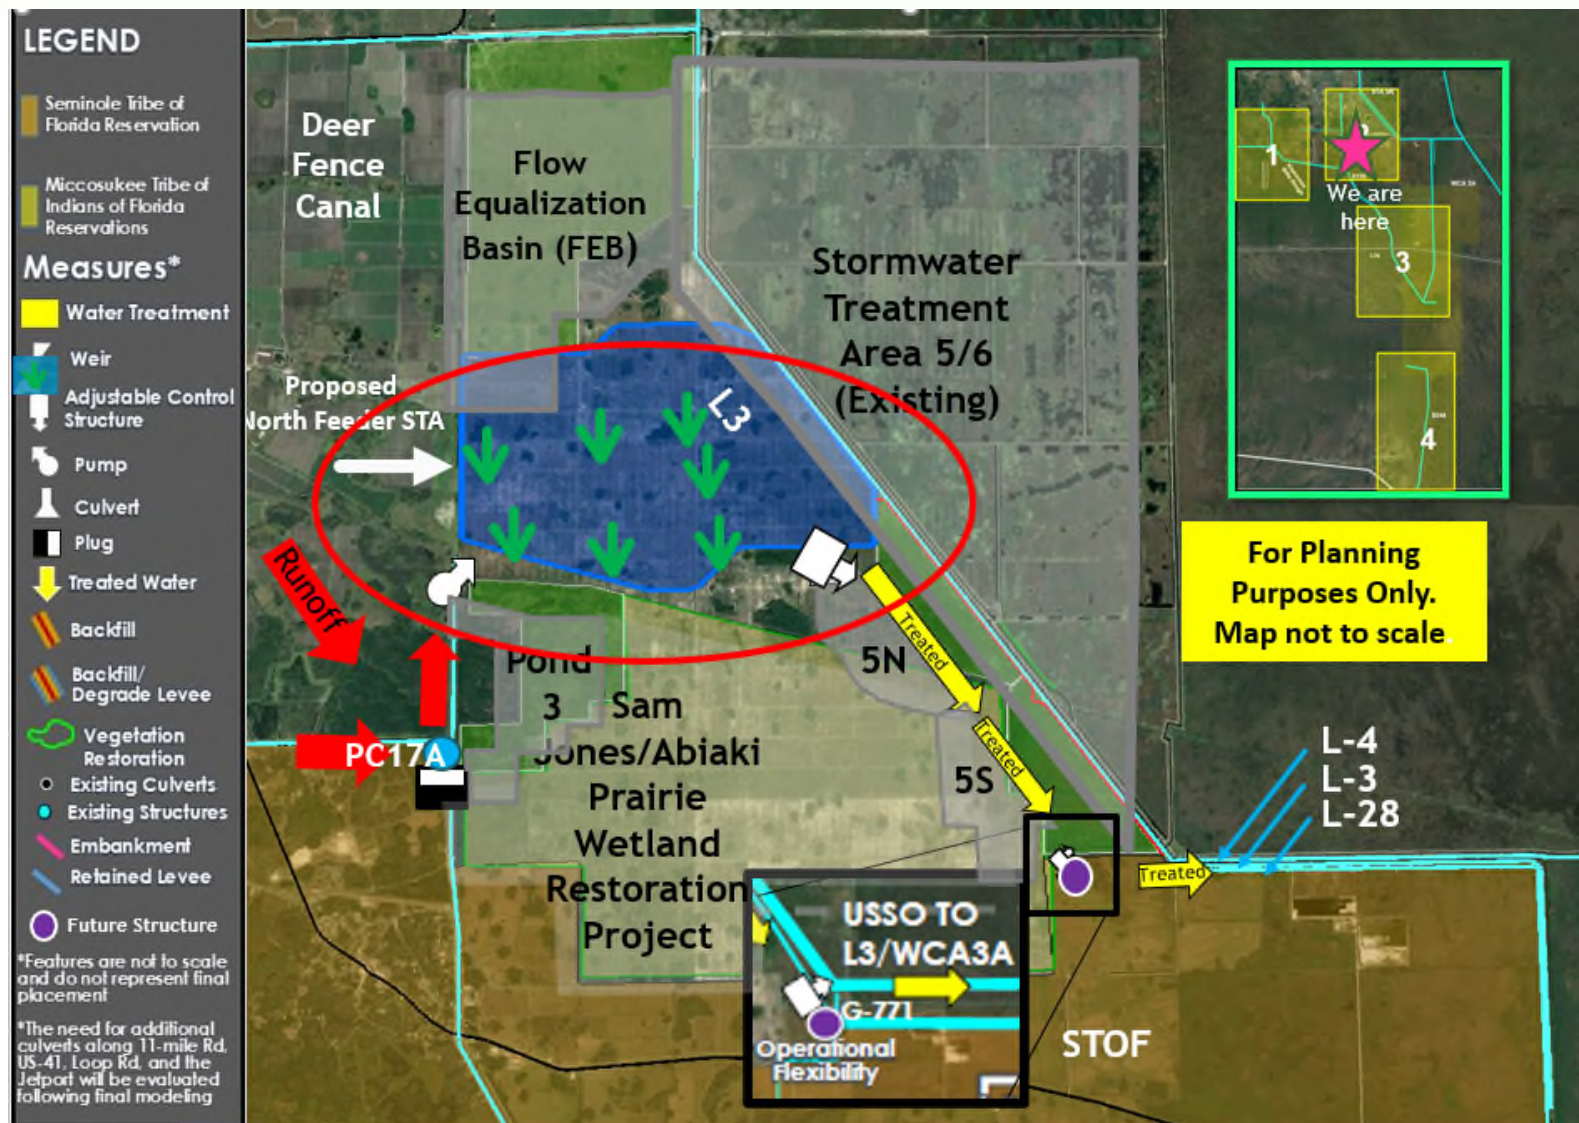 LEGEND
Seminole Tribe of
Florida Reservation
Miccosukee Tribe of
Indians of Florida
Reservations
Measures*
Water Treatment
Weir
Adjustable Control
Structure
Pump
Culvert
Plug
Treated Water
Backfill
Backfill/
Degrade Levee
Vegetation
Restoration
Existing Culverts
Existing Structures
Embankment
Retained Levee
Future Structure
*Features are not to scale
and do not represent final
placement
*The need for additional
culverts along 11-mile Rd,
US-41, Loop Rd, and the
Jetport will be evaluated
following final modeling
Deer
Fence
Canal
Flow
Equalization
Basin (FEB)
Stormwater
Treatment
Area 5/6
(Existing)
Proposed
North Feeder STA
L3
Runoff
PC17A
Pond
3
Sam
Jones/Abiaki
Prairie
Wetland
Restoration
Project
5N
5S
Treated
Treated
Treated
USSO TO
L3/WCA3A
G-771
Operational
Flexibility
STOF
L-4
L-3
L-28
1
We are
here
3
4
For Planning
Purposes Only.
Map not to scale.